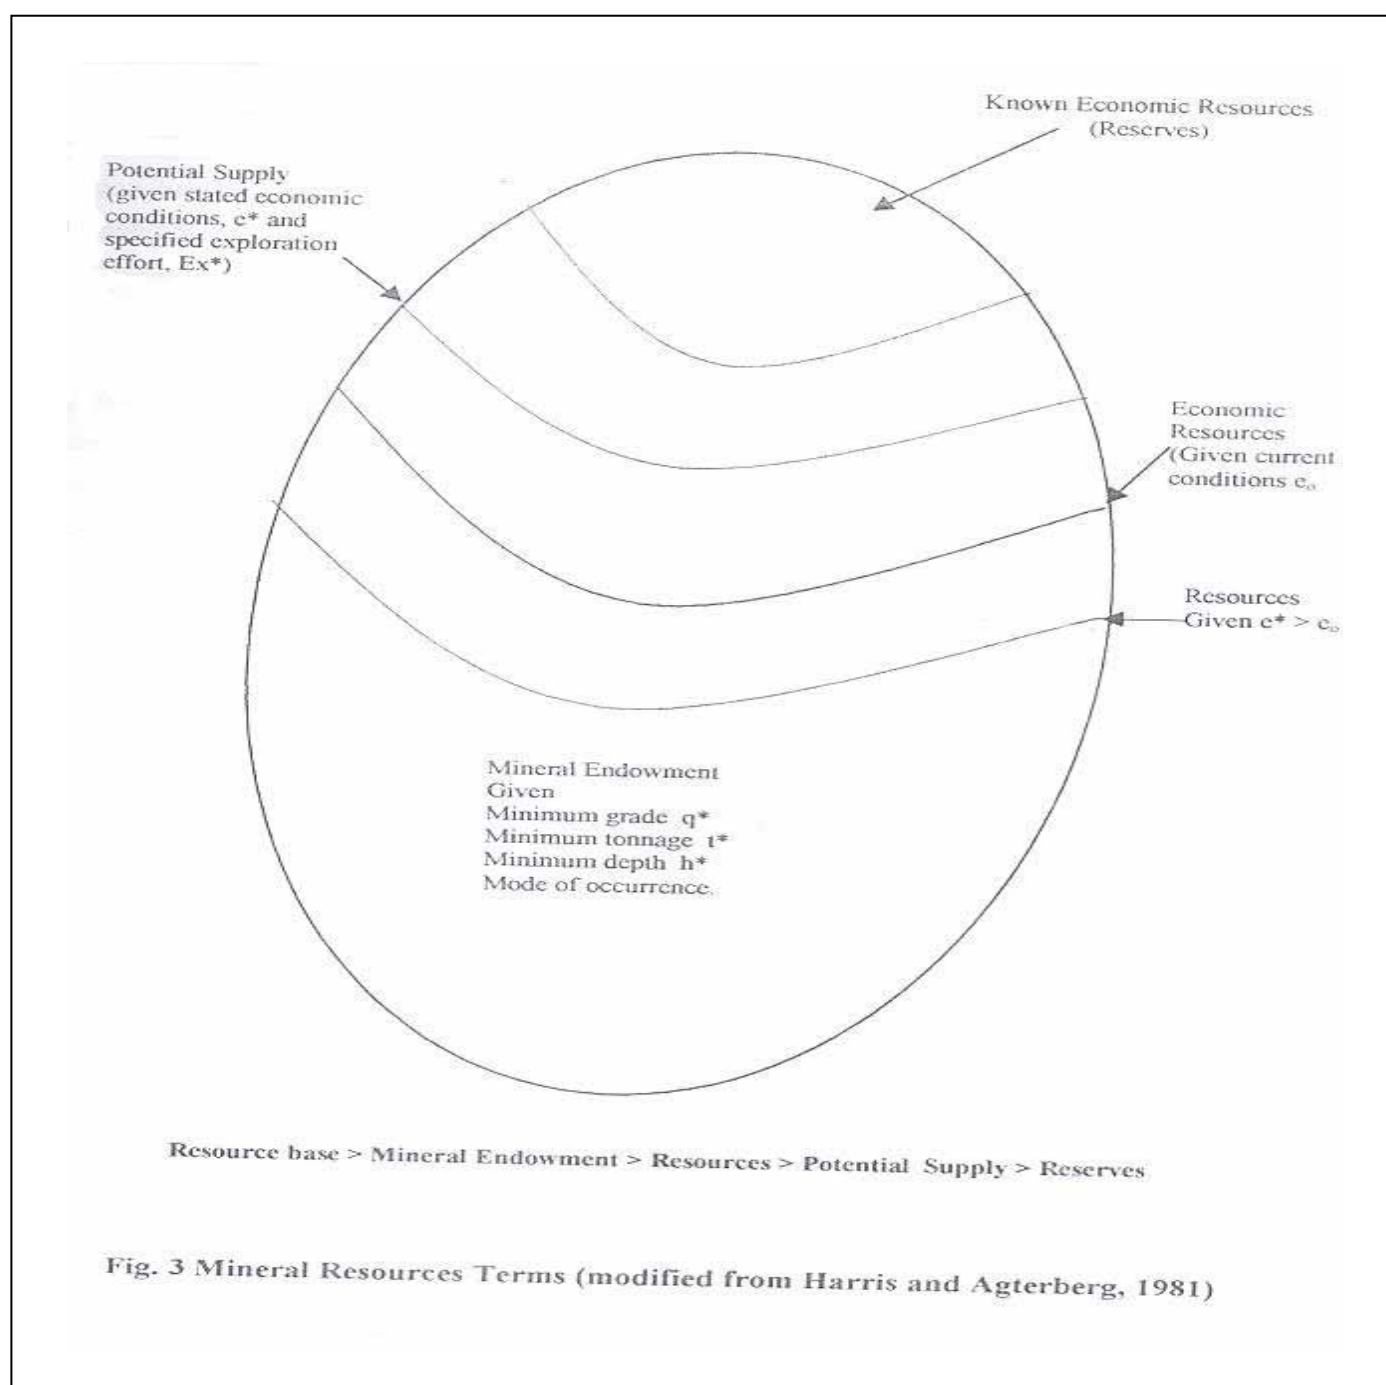 Known Economic Resources
(Reserves)
Potential Supply
(given stated economic
conditions, e* and
specified exploration
effort, Ex*)
Economic
Resources
(Given current
conditions eₒ
Resources
Given e* > eₒ
Mineral Endowment
Given
Minimum grade q*
Minimum tonnage t*
Minimum depth h*
Mode of occurrence.
Resource base > Mineral Endowment > Resources > Potential Supply > Reserves
Fig. 3 Mineral Resources Terms (modified from Harris and Agterberg, 1981)